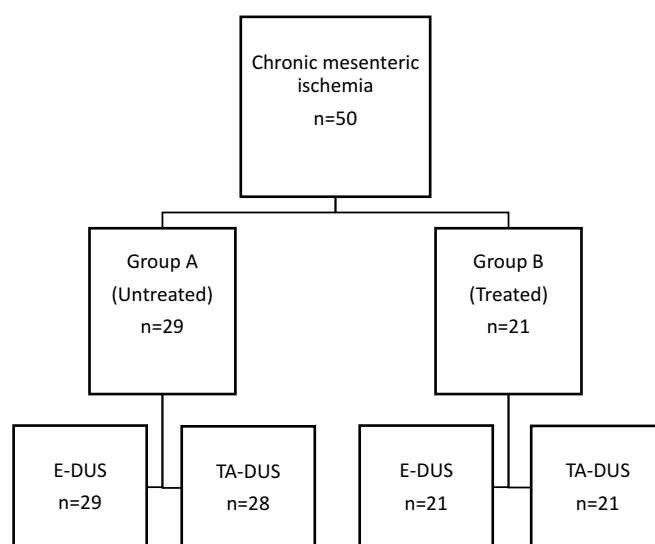 Chronic mesenteric
ischemia
n=50
Group A
(Untreated)
n=29
Group B
(Treated)
n=21
E-DUS
n=29
TA-DUS
n=28
E-DUS
n=21
TA-DUS
n=21